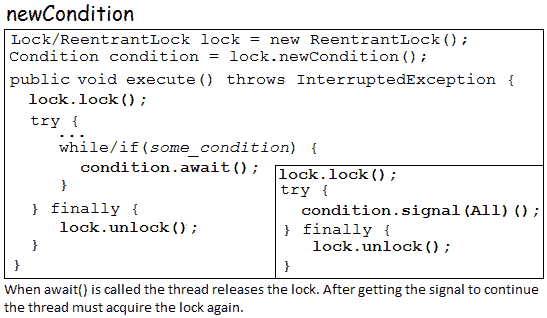 newCondition
Lock/ReentrantLock lock = new ReentrantLock();
Condition condition = lock.newCondition();
public void execute() throws InterruptedException {
lock.lock();
try {
...
while/if(some_condition) {
condition.await();
}
} finally {
lock.unlock();
}
}
lock.lock();
try {
condition.signal(All)();
} finally {
lock.unlock();
}
When await() is called the thread releases the lock. After getting the signal to continue
the thread must acquire the lock again.